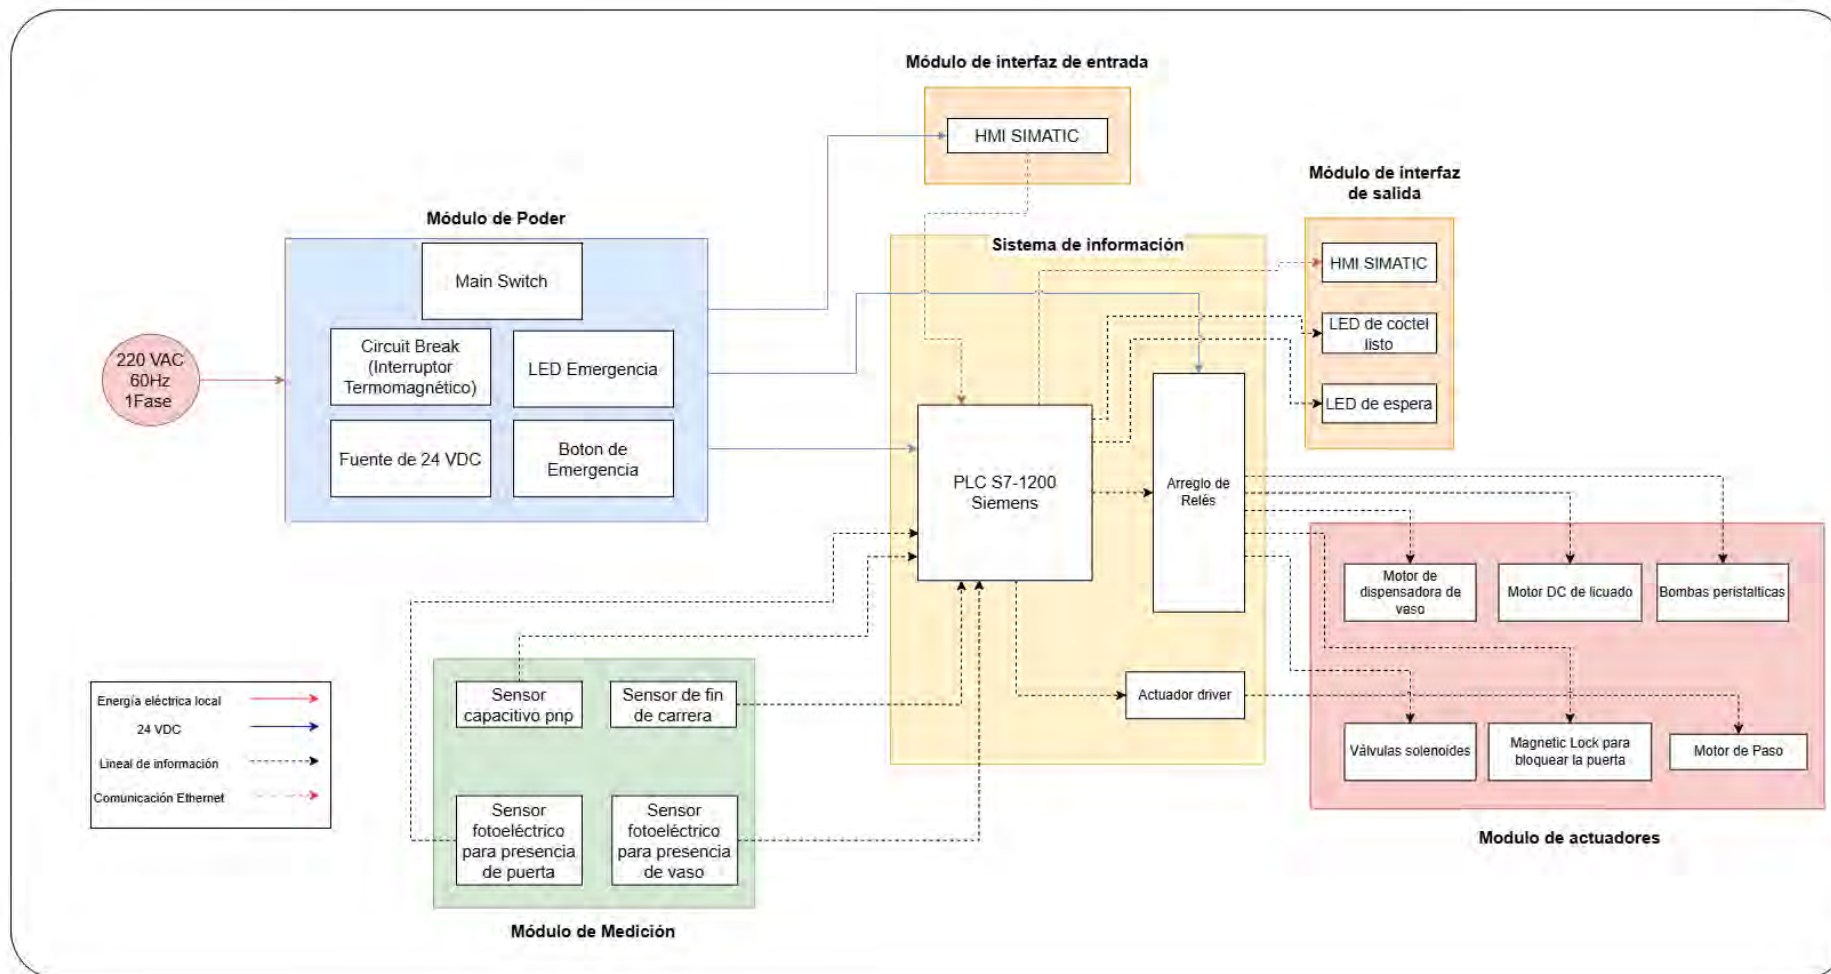 Módulo de interfaz de entrada
HMI SIMATIC
Módulo de interfaz
de salida
HMI SIMATIC
LED de coctel
listo
LED de espera
Módulo de Poder
Main Switch
Circuit Break
(Interruptor
Termomagnético)
LED Emergencia
Fuente de 24 VDC
Boton de
Emergencia
220 VAC
60Hz
1Fase
Sistema de información
PLC S7-1200
Siemens
Arreglo de
Relés
Actuador driver
Motor de
dispensadora de
vaso
Motor DC de licuado
Bombas peristalticas
Válvulas solenoides
Magnetic Lock para
bloquear la puerta
Motor de Paso
Modulo de actuadores
Sensor
capacitivo pnp
Sensor de fin
de carrera
Sensor
fotoeléctrico
para presencia
de puerta
Sensor
fotoeléctrico
para presencia
de vaso
Módulo de Medición
Energía eléctrica local
24 VDC
Lineal de información
Comunicación Ethernet